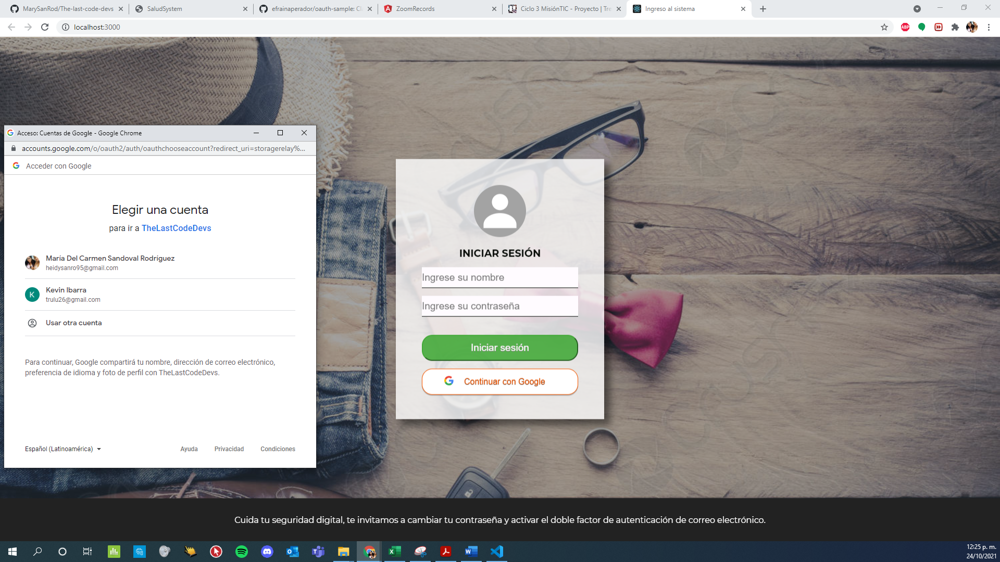 MarySanRod/The-last-code-devs
SaludSystem
efrainaperador/oauth-sample: Cl
ZoomRecords
Ciclo 3 MisiónTIC - Proyecto | Tre
Ingreso al sistema
localhost:3000
ABP
Acceso: Cuentas de Google - Google Chrome
accounts.google.com/o/oauth2/auth/oauthchooseaccount?redirect_uri=storagerelay%...
Acceder con Google
Elegir una cuenta
para ir a TheLastCodeDevs
María Del Carmen Sandoval Rodríguez
heidysanro95@gmail.com
K
Kevin Ibarra
trulu26@gmail.com
Usar otra cuenta
Para continuar, Google compartirá tu nombre, dirección de correo electrónico,
preferencia de idioma y foto de perfil con TheLastCodeDevs.
Español (Latinoamérica)
Ayuda
Privacidad
Condiciones
INICIAR SESIÓN
Ingrese su nombre
Ingrese su contraseña
Iniciar sesión
Continuar con Google
Cuida tu seguridad digital, te invitamos a cambiar tu contraseña y activar el doble factor de autenticación de correo electrónico.
12:25 p. m.
24/10/2021